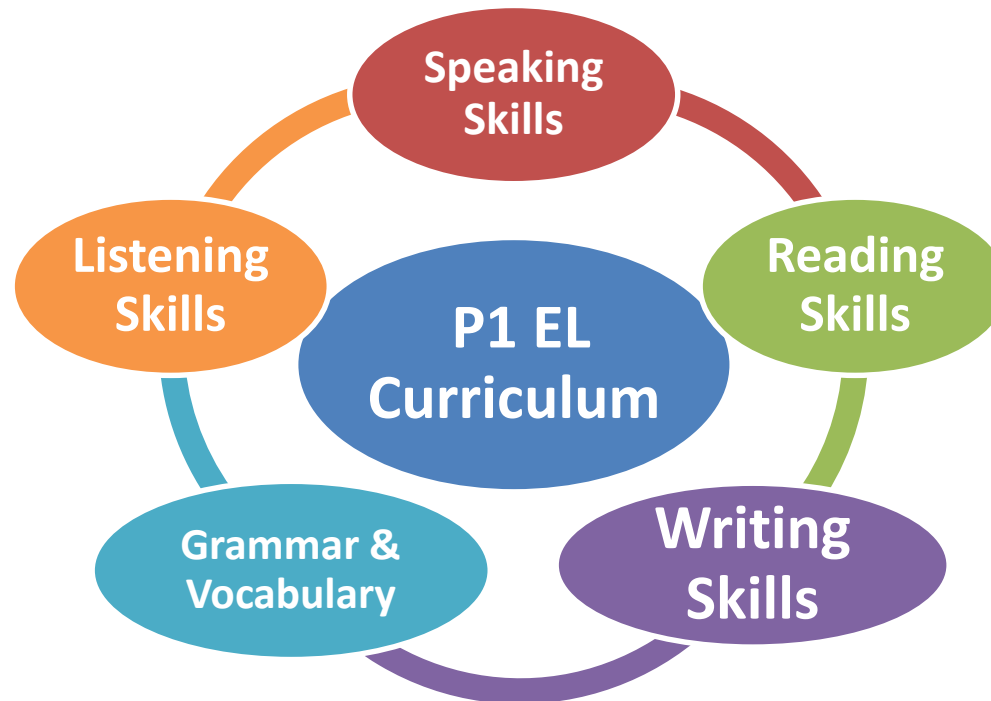 Speaking
Skills
Listening
Skills
Reading
Skills
P1 EL
Curriculum
Grammar &
Vocabulary
Writing
Skills